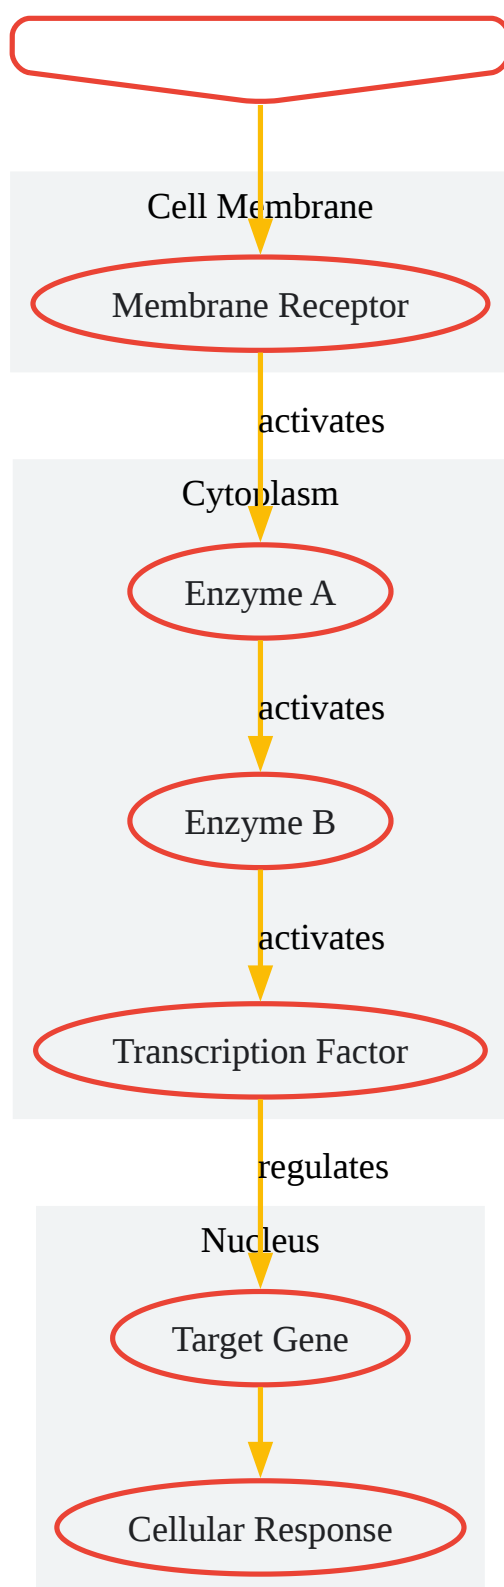 Cell Membrane
Membrane Receptor
activates
Cytoplasm
Enzyme A
activates
Enzyme B
activates
Transcription Factor
regulates
Nucleus
Target Gene
Cellular Response